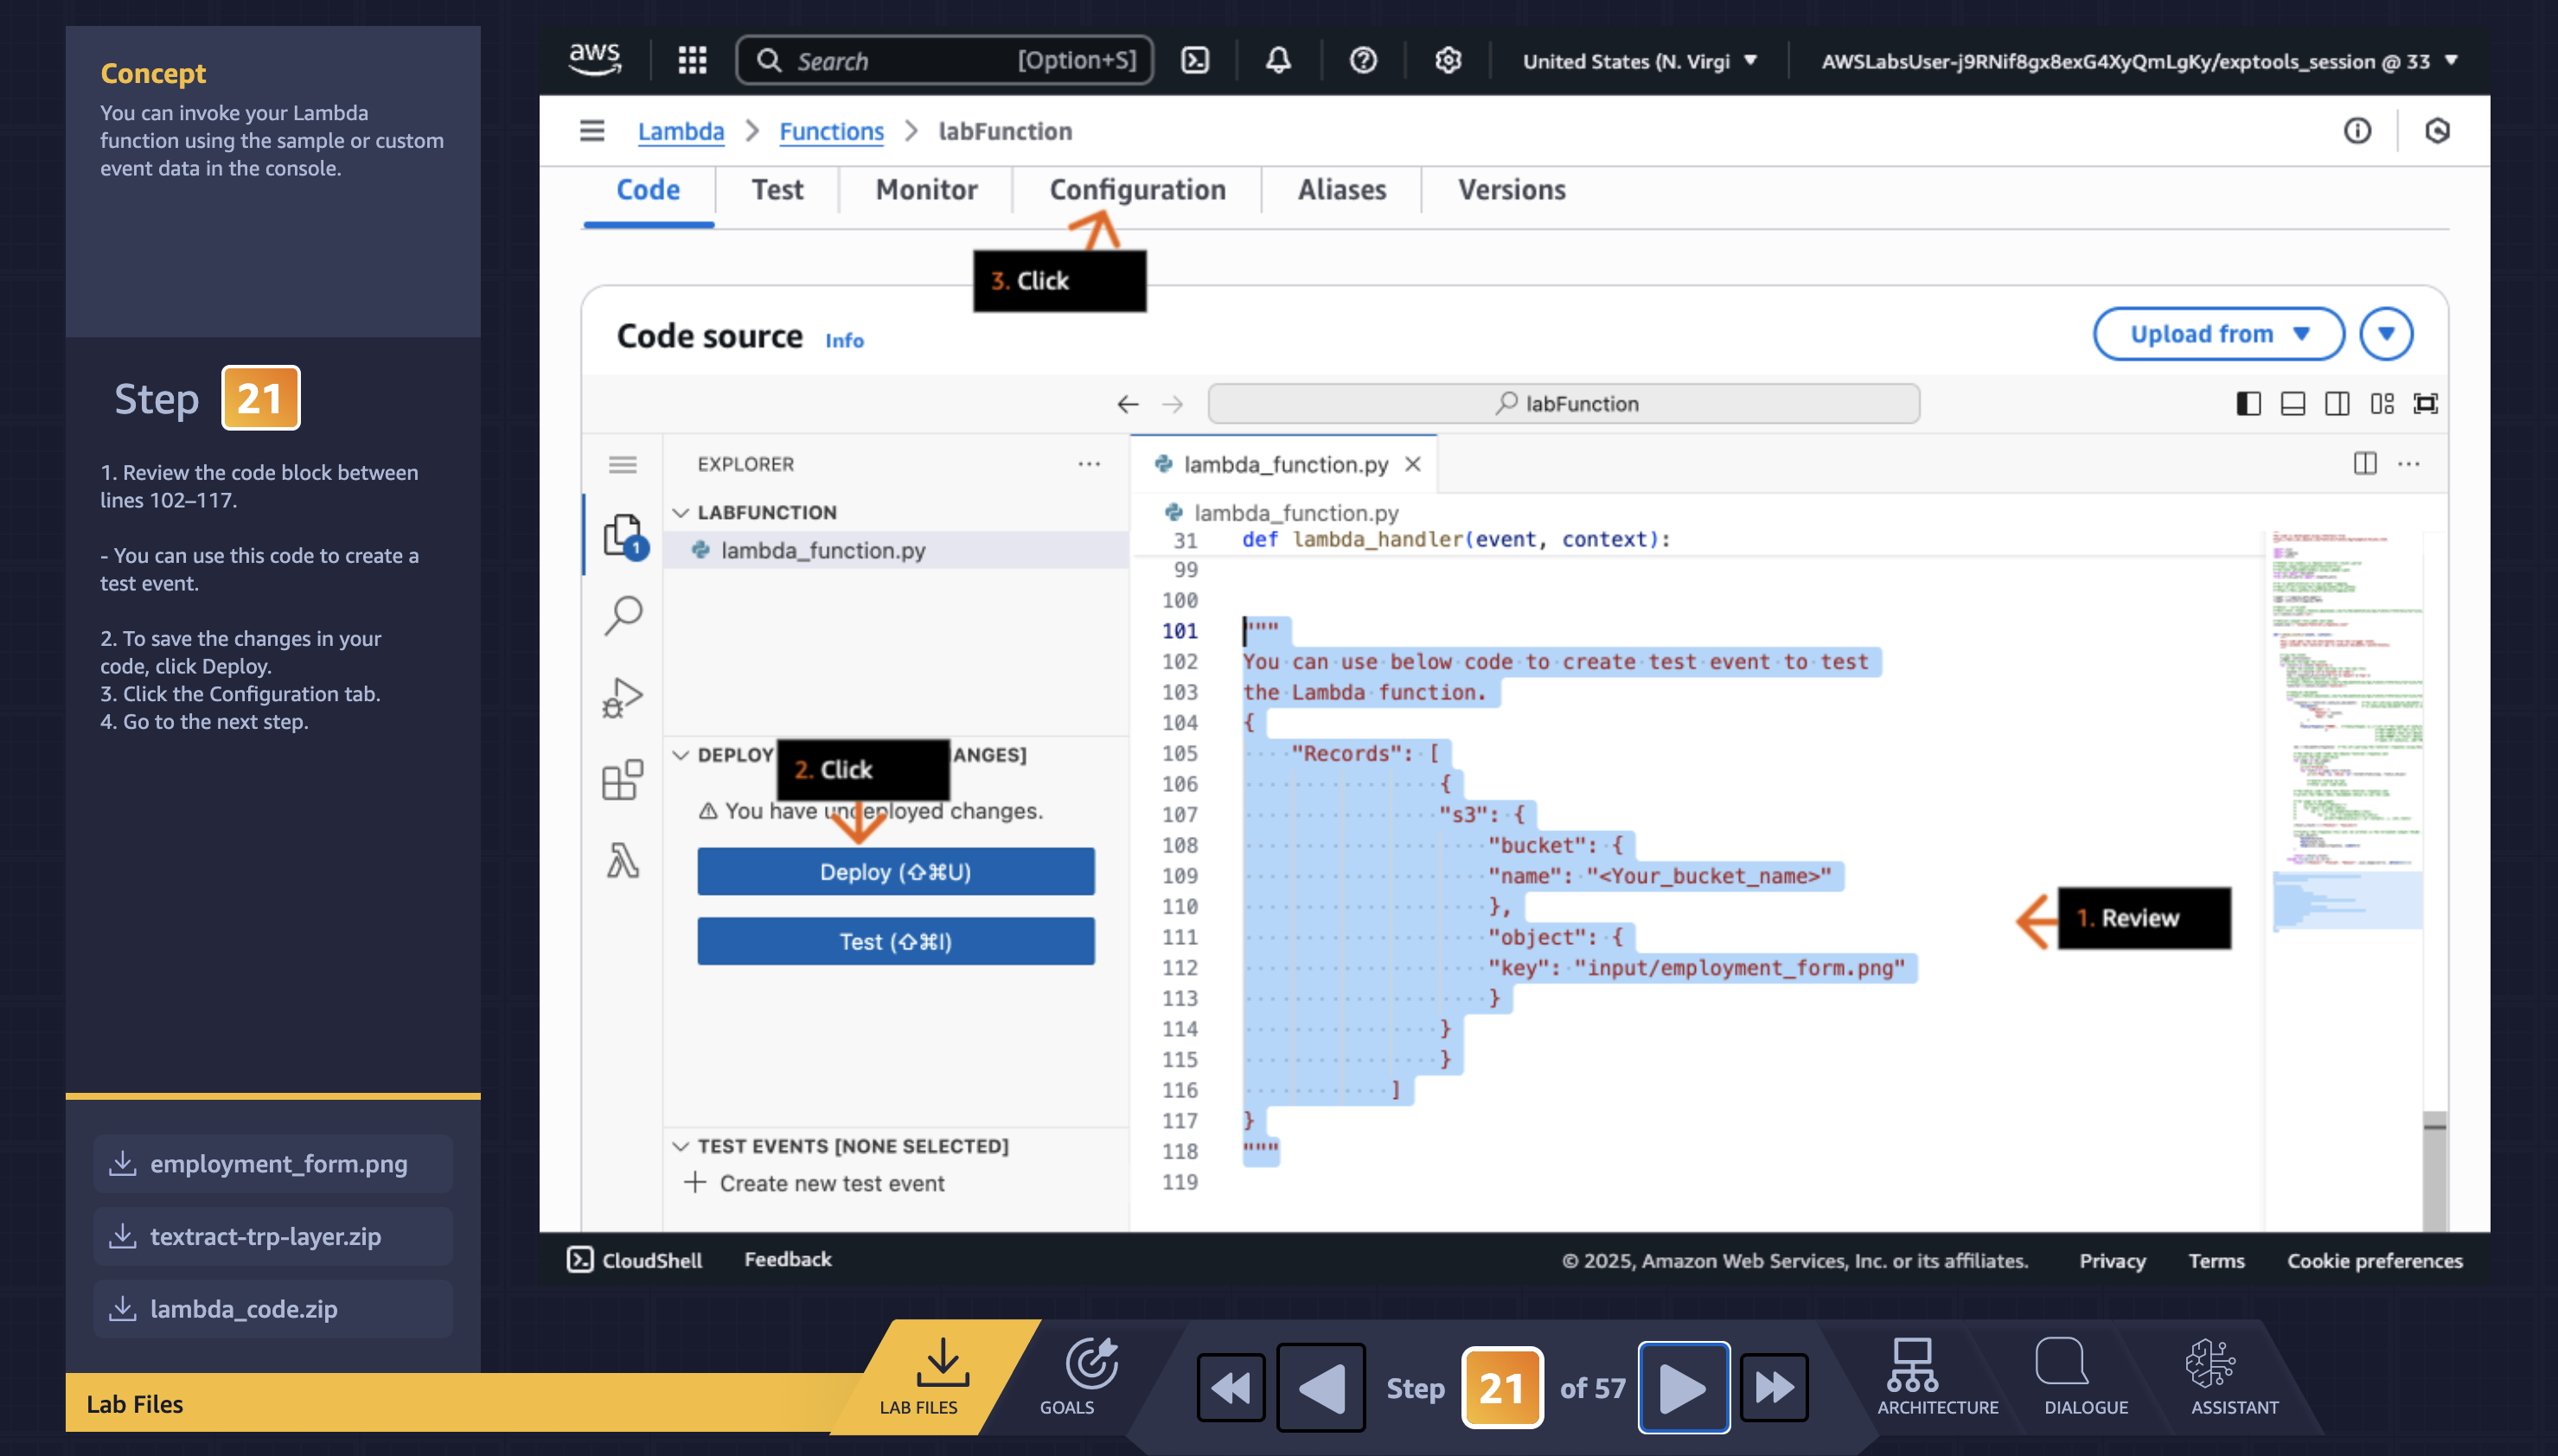 Concept
You can invoke your Lambda
function using the sample or custom
event data in the console.
Step 21
1. Review the code block between
lines 102–117.
- You can use this code to create a
test event.
2. To save the changes in your
code, click Deploy.
3. Click the Configuration tab.
4. Go to the next step.
employment_form.png
textract-trp-layer.zip
lambda_code.zip
Lab Files
aws
Search [Option+S]
United States (N. Virgi
AWSLabsUser-j9RNif8gx8exG4XyQmLgKy/exptools_session @ 33
Lambda > Functions > labFunction
Code Test Monitor Configuration Aliases Versions
3. Click
Code source Info
Upload from
labFunction
EXPLORER
LABFUNCTION
lambda_function.py
DEPLOY ANGES]
2. Click
You have undeployed changes.
Deploy (⇧⌘U)
Test (⇧⌘I)
TEST EVENTS [NONE SELECTED]
Create new test event
lambda_function.py
lambda_function.py
31 def lambda_handler(event, context):
99
100
101 """
102 You can use below code to create test event to test
103 the Lambda function.
104 {
105 "Records": [
106 {
107 "s3": {
108 "bucket": {
109 "name": "<Your_bucket_name>"
110 },
111 "object": {
112 "key": "input/employment_form.png"
113 }
114 }
115 }
116 ]
117 }
118 """
119
1. Review
1
CloudShell Feedback
© 2025, Amazon Web Services, Inc. or its affiliates. Privacy Terms Cookie preferences
LAB FILES
GOALS
Step 21 of 57
ARCHITECTURE
DIALOGUE
ASSISTANT